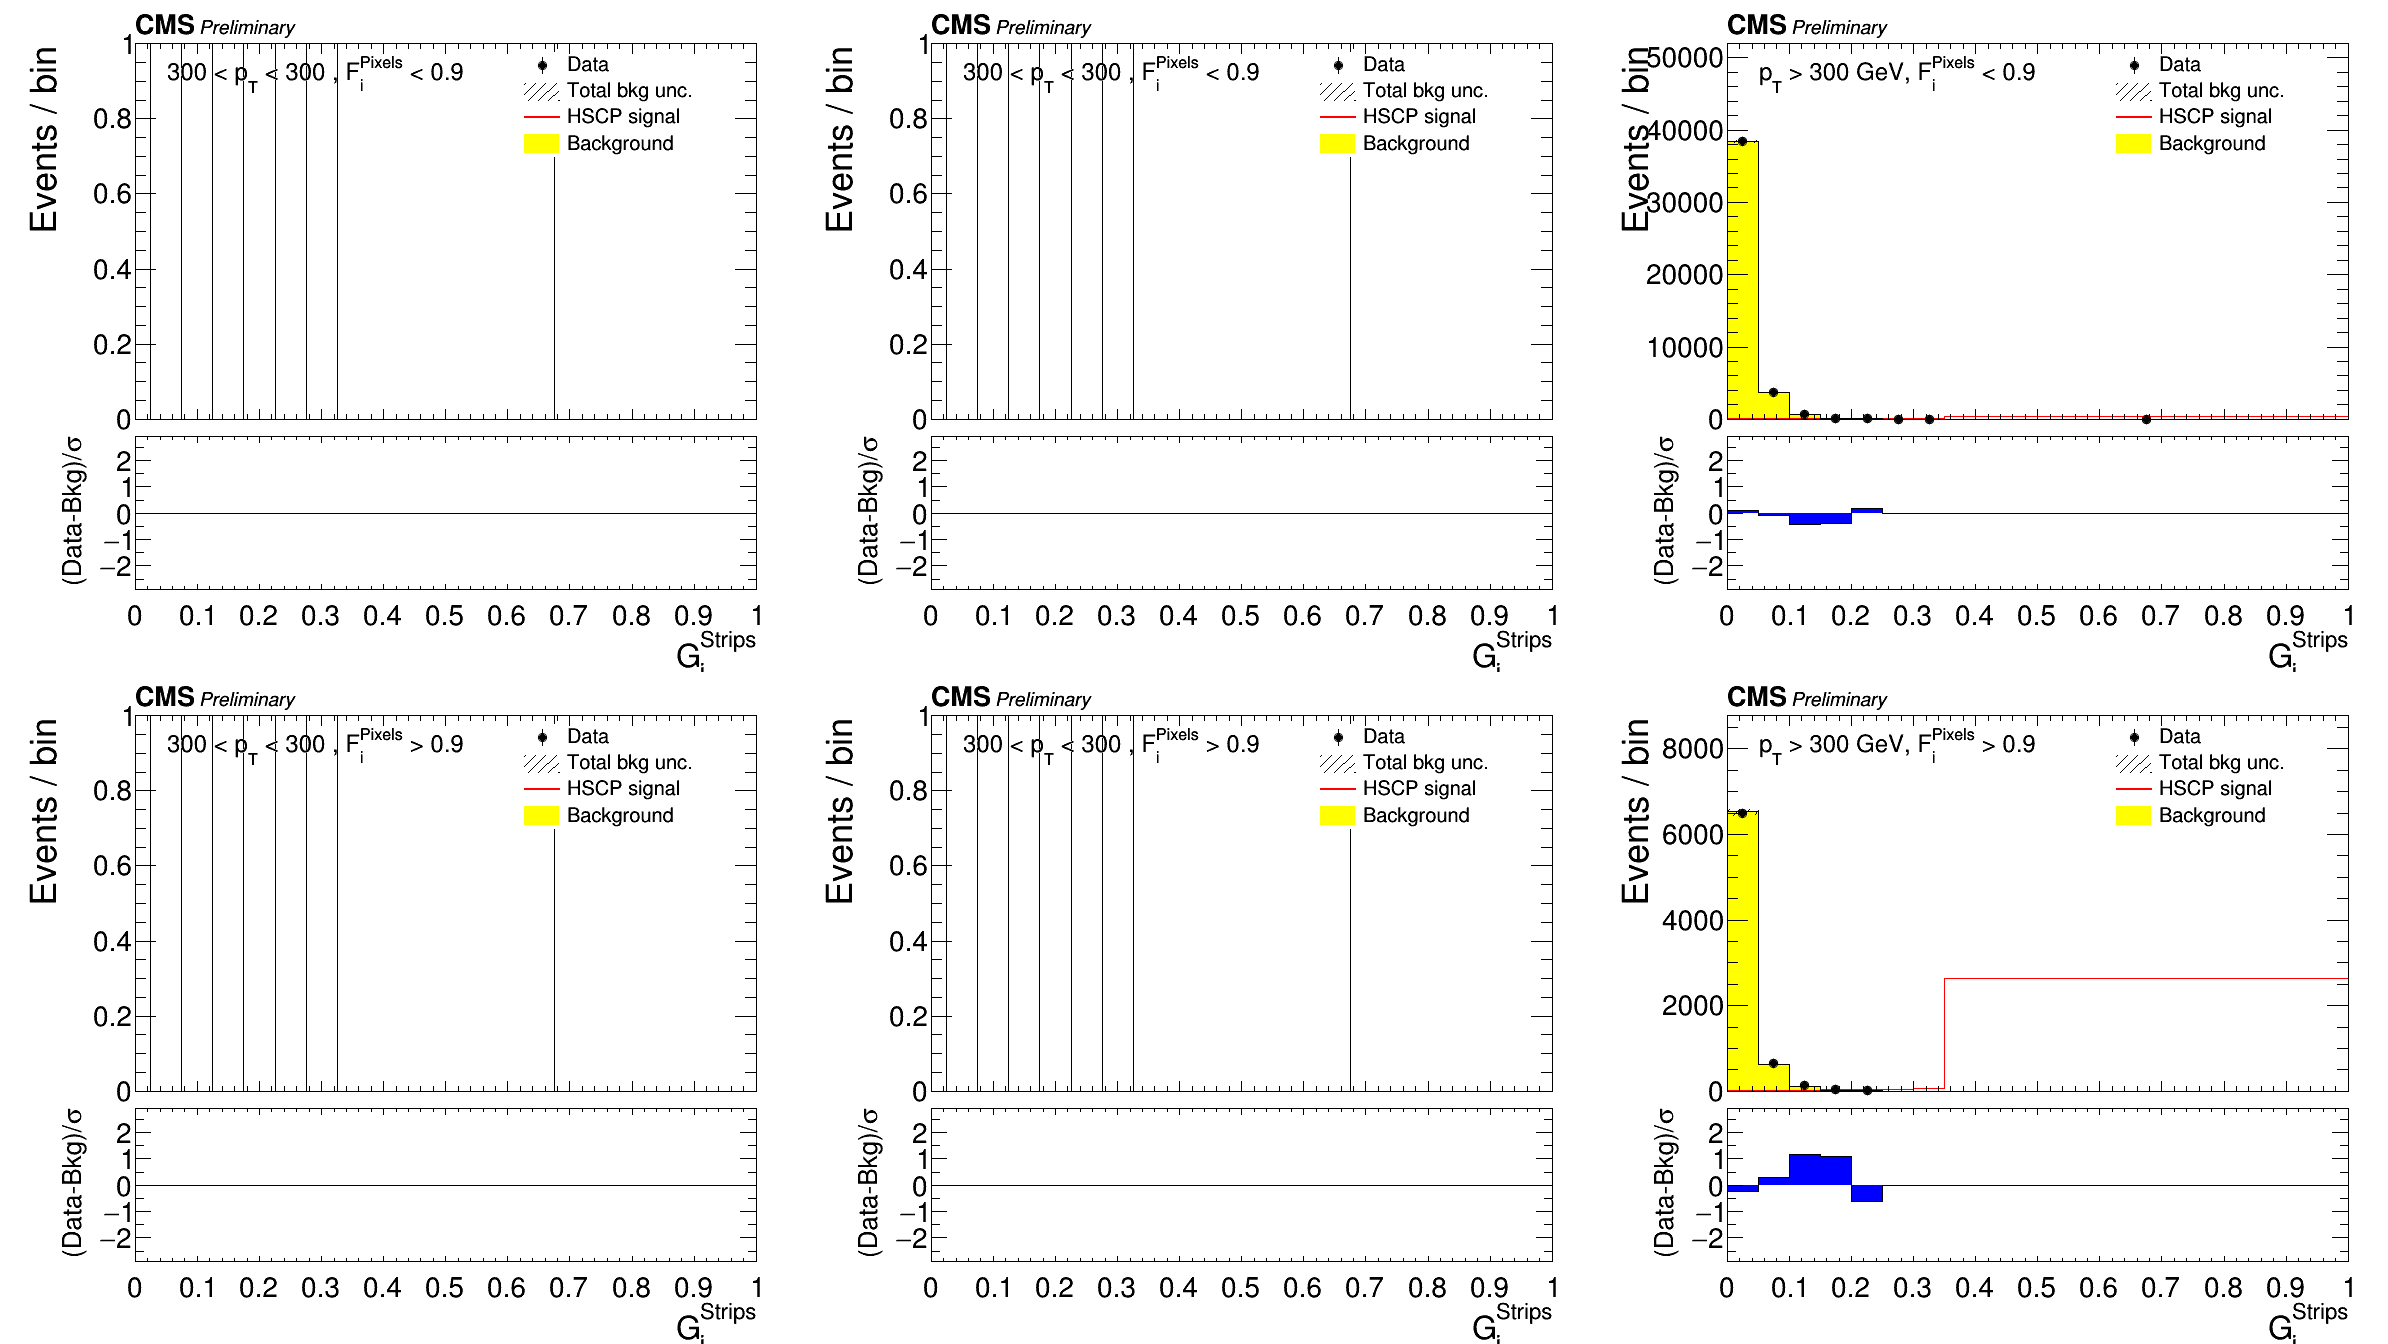 CMS Preliminary
Events / bin
300 < p_T < 300 , F_i^Pixels < 0.9
Data
Total bkg unc.
HSCP signal
Background
1
0.8
0.6
0.4
0.2
0
(Data-Bkg)/σ
2
1
0
−1
−2
0 0.1 0.2 0.3 0.4 0.5 0.6 0.7 0.8 0.9 1
G_i^Strips
CMS Preliminary
Events / bin
300 < p_T < 300 , F_i^Pixels < 0.9
Data
Total bkg unc.
HSCP signal
Background
1
0.8
0.6
0.4
0.2
0
(Data-Bkg)/σ
2
1
0
−1
−2
0 0.1 0.2 0.3 0.4 0.5 0.6 0.7 0.8 0.9 1
G_i^Strips
CMS Preliminary
Events / bin
p_T > 300 GeV, F_i^Pixels < 0.9
Data
Total bkg unc.
HSCP signal
Background
50000
40000
30000
20000
10000
0
(Data-Bkg)/σ
2
1
0
−1
−2
0 0.1 0.2 0.3 0.4 0.5 0.6 0.7 0.8 0.9 1
G_i^Strips
CMS Preliminary
Events / bin
300 < p_T < 300 , F_i^Pixels > 0.9
Data
Total bkg unc.
HSCP signal
Background
1
0.8
0.6
0.4
0.2
0
(Data-Bkg)/σ
2
1
0
−1
−2
0 0.1 0.2 0.3 0.4 0.5 0.6 0.7 0.8 0.9 1
G_i^Strips
CMS Preliminary
Events / bin
300 < p_T < 300 , F_i^Pixels > 0.9
Data
Total bkg unc.
HSCP signal
Background
1
0.8
0.6
0.4
0.2
0
(Data-Bkg)/σ
2
1
0
−1
−2
0 0.1 0.2 0.3 0.4 0.5 0.6 0.7 0.8 0.9 1
G_i^Strips
CMS Preliminary
Events / bin
p_T > 300 GeV, F_i^Pixels > 0.9
Data
Total bkg unc.
HSCP signal
Background
8000
6000
4000
2000
0
(Data-Bkg)/σ
2
1
0
−1
−2
0 0.1 0.2 0.3 0.4 0.5 0.6 0.7 0.8 0.9 1
G_i^Strips